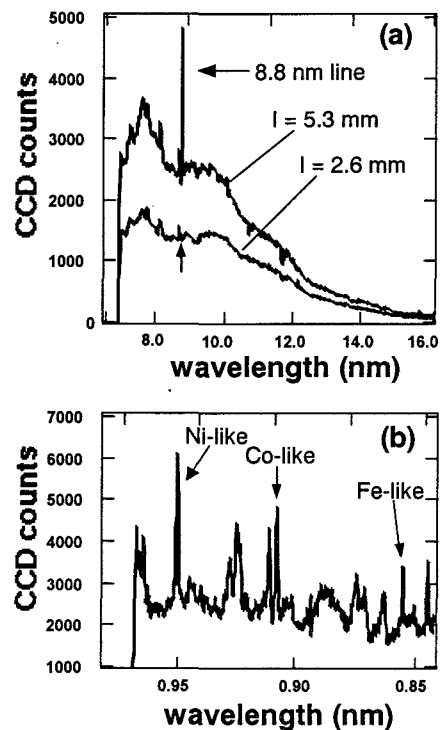 (a)
5000
4000
3000
2000
1000
0
CCD counts
8.8 nm line
l = 5.3 mm
l = 2.6 mm
8.0
10.0
12.0
14.0
16.0
wavelength (nm)
(b)
7000
6000
5000
4000
3000
2000
1000
CCD counts
Ni-like
Co-like
Fe-like
0.95
0.90
0.85
wavelength (nm)